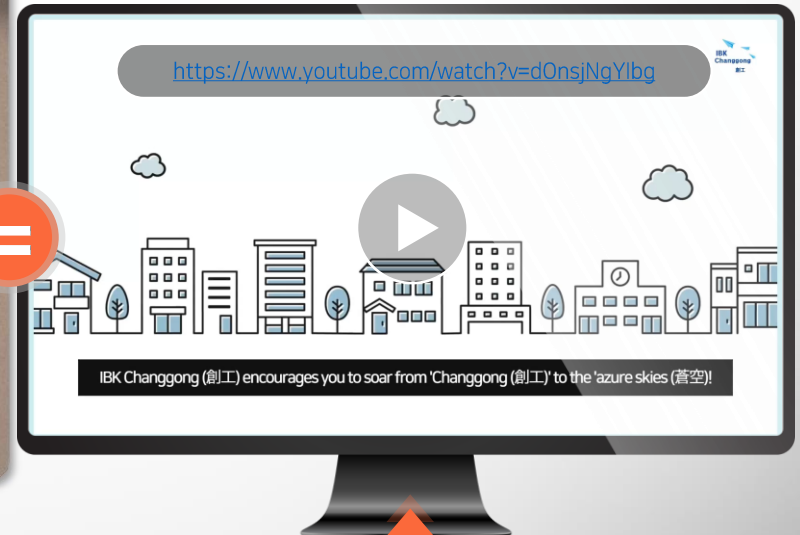 https://www.youtube.com/watch?v=dOnsjNgYlbg
IBK
Changgong
創工
IBK Changgong (創工) encourages you to soar from 'Changgong (創工)' to the 'azure skies (蒼空)!